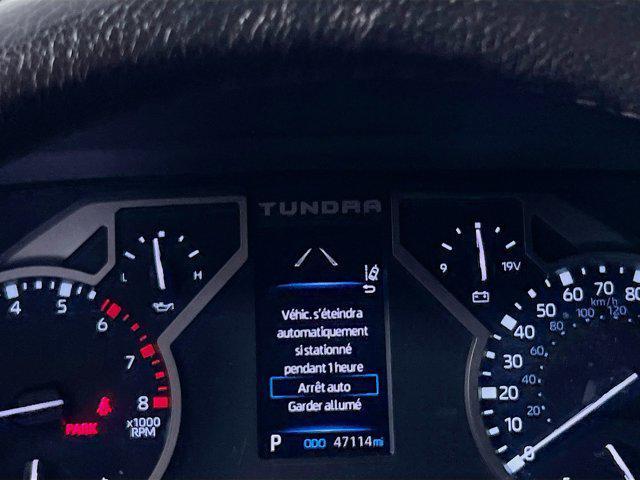 TUNDRA
L H
9 19V
4 5 6 7 8
x1000
RPM
PARK
Véhic. s'éteindra
automatiquement
si stationné
pendant 1 heure
Arrêt auto
Garder allumé
P ODO 47114 mi
0 10 20 30 40 50 60 70 80
km/h
20 40 60 80 100 120